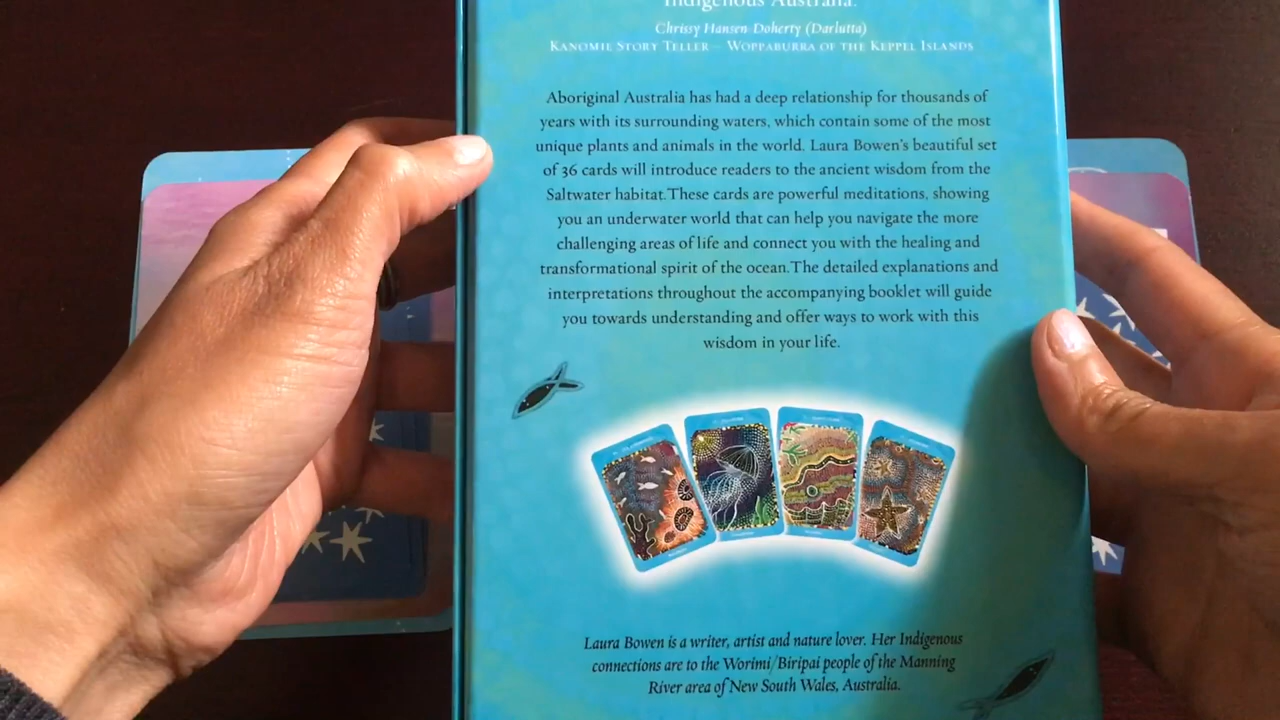 Indigenous Australia.
Chrissy Hansen-Doherty (Darlutta)
Kanomie Story Teller – Woppaburra of the Keppel Islands
Aboriginal Australia has had a deep relationship for thousands of
years with its surrounding waters, which contain some of the most
unique plants and animals in the world. Laura Bowen's beautiful set
of 36 cards will introduce readers to the ancient wisdom from the
Saltwater habitat. These cards are powerful meditations, showing
you an underwater world that can help you navigate the more
challenging areas of life and connect you with the healing and
transformational spirit of the ocean. The detailed explanations and
interpretations throughout the accompanying booklet will guide
you towards understanding and offer ways to work with this
wisdom in your life.
Laura Bowen is a writer, artist and nature lover. Her Indigenous
connections are to the Worimi/Biripai people of the Manning
River area of New South Wales, Australia.